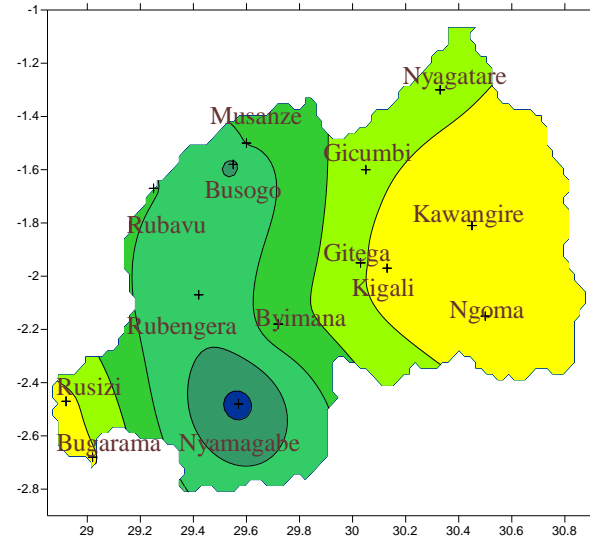 -1
-1.2
-1.4
-1.6
-1.8
-2
-2.2
-2.4
-2.6
-2.8
Nyagatare
Musanze
Gicumbi
Busogo
Kawangire
Rubavu
Gitega
Kigali
Ngoma
Rubengera
Byimana
Rusizi
Bugarama
Nyamagabe
29 29.2 29.4 29.6 29.8 30 30.2 30.4 30.6 30.8